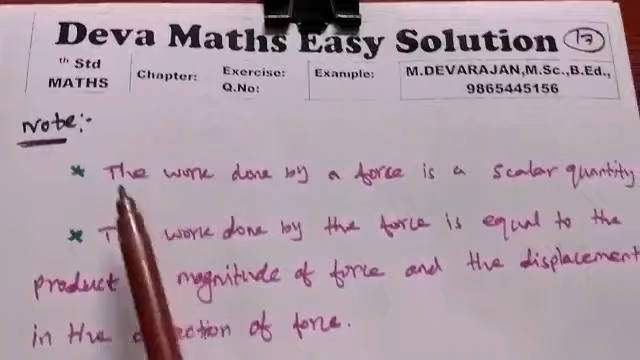 Deva Maths Easy Solution 17
th Std
MATHS
Chapter:
Exercise:
Q.No:
Example:
M.DEVARAJAN,M.Sc.,B.Ed.,
9865445156
Note:-
* The work done by a force is a scalar quantity
* work done by the force is equal to the
product magnitude of force and the displacement
in the of force.